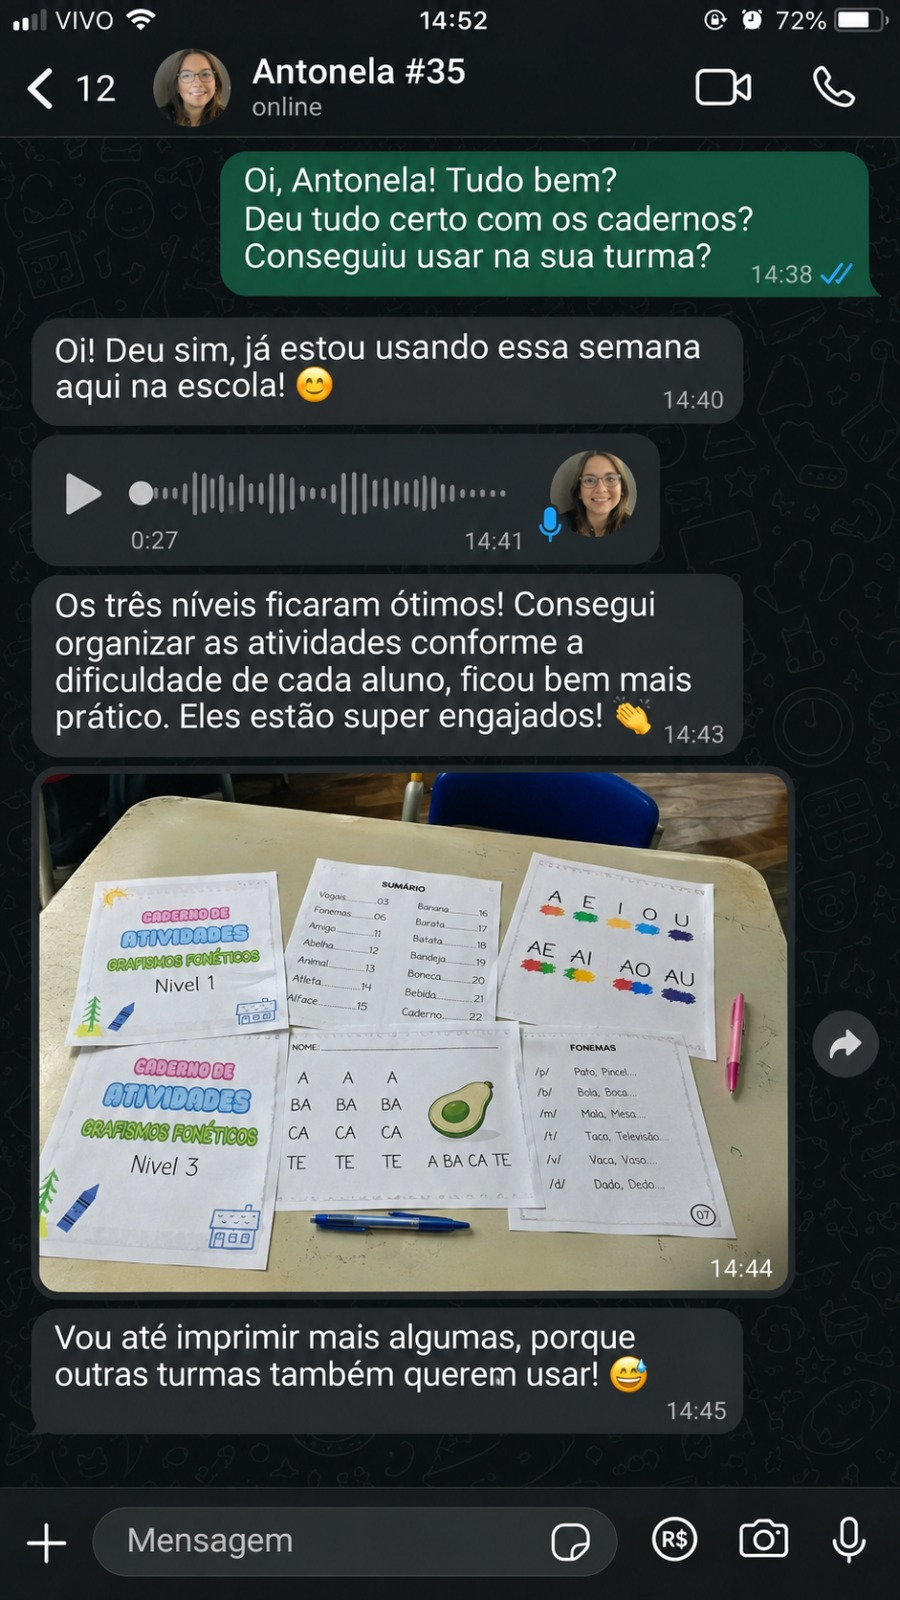 VIVO 14:52 72%
12 Antonela #35
online
Oi, Antonela! Tudo bem?
Deu tudo certo com os cadernos?
Conseguiu usar na sua turma?
14:38
Oi! Deu sim, já estou usando essa semana
aqui na escola! 😊
14:40
0:27 14:41
Os três níveis ficaram ótimos! Consegui
organizar as atividades conforme a
dificuldade de cada aluno, ficou bem mais
prático. Eles estão super engajados! 👏
14:43
CADERNO DE
ATIVIDADES
GRAFISMOS FONÉTICOS
Nivel 1
SUMÁRIO
Vogais 03
Fonemas 06
Amigo 11
Abelha 12
Animal 13
Atleta 14
Alface 15
Banana 16
Barata 17
Batata 18
Bandeja 19
Boneca 20
Bebida 21
Caderno 22
A E I O U
AE AI AO AU
CADERNO DE
ATIVIDADES
GRAFISMOS FONÉTICOS
Nivel 3
NOME:
A A A
BA BA BA
CA CA CA
TE TE TE A BA CA TE
FONEMAS
/p/ Pato, Pincel....
/b/ Bola, Boca....
/m/ Mala, Mesa....
/t/ Taco, Televisão....
/v/ Vaca, Vaso....
/d/ Dado, Dedo....
07
14:44
Vou até imprimir mais algumas, porque
outras turmas também querem usar! 😅
14:45
Mensagem
R$